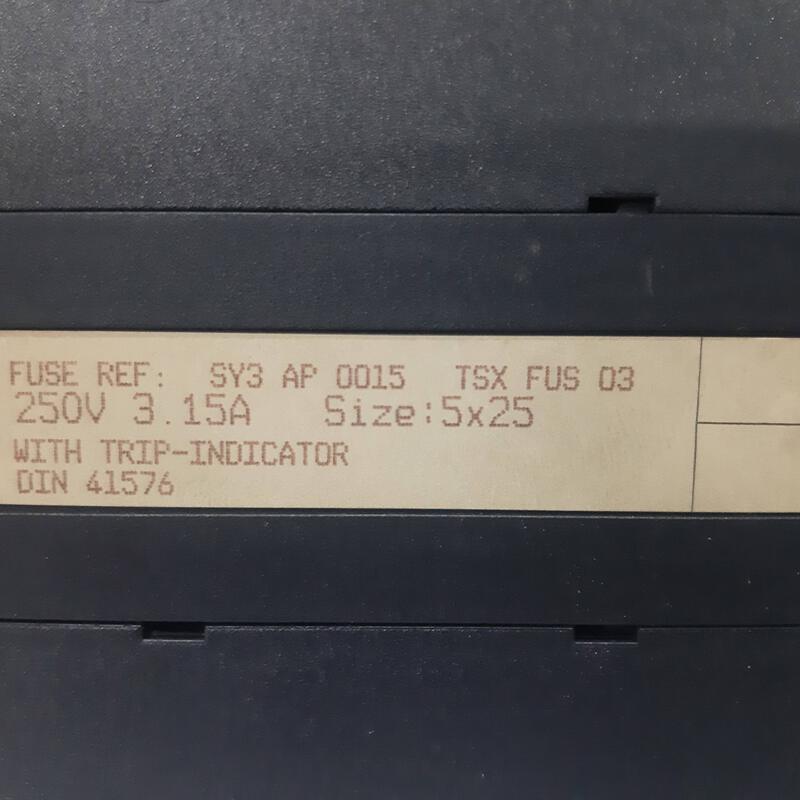 FUSE REF: SY3 AP 0015 TSX FUS 03
250V 3.15A Size:5x25
WITH TRIP-INDICATOR
DIN 41576